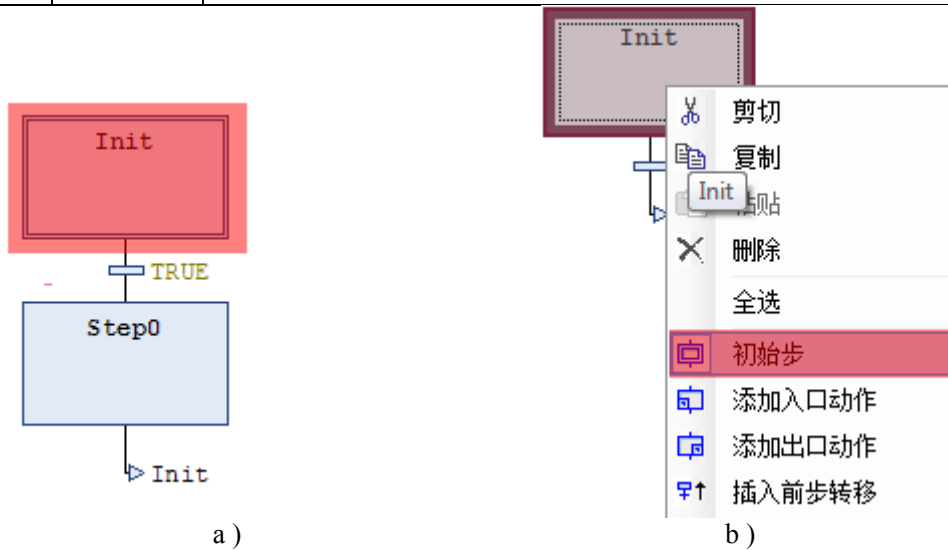 Init
TRUE
Step0
Init
a )
Init
剪切
复制
Init
粘贴
删除
全选
初始步
添加入口动作
添加出口动作
插入前步转移
b )